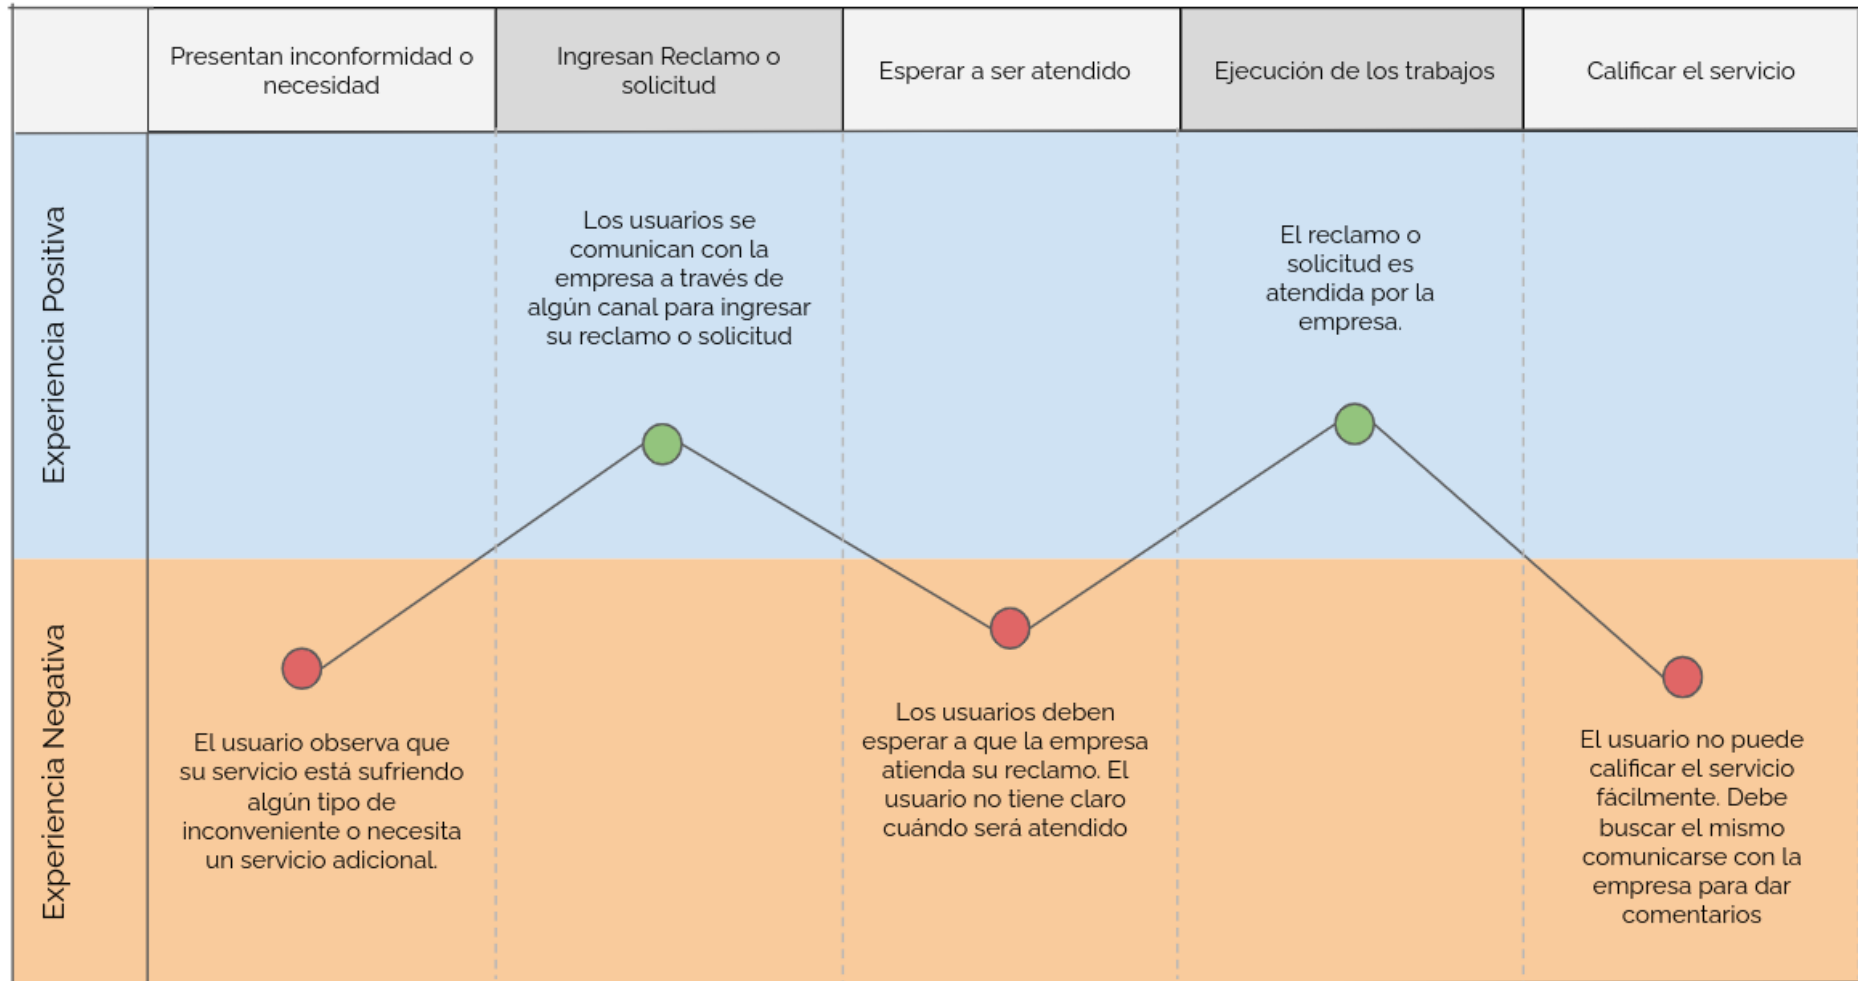 Presentan inconformidad o
necesidad
Ingresan Reclamo o
solicitud
Esperar a ser atendido
Ejecución de los trabajos
Calificar el servicio
Experiencia Positiva
Los usuarios se
comunican con la
empresa a través de
algún canal para ingresar
su reclamo o solicitud
El reclamo o
solicitud es
atendida por la
empresa.
Experiencia Negativa
El usuario observa que
su servicio está sufriendo
algún tipo de
inconveniente o necesita
un servicio adicional.
Los usuarios deben
esperar a que la empresa
atienda su reclamo. El
usuario no tiene claro
cuándo será atendido
El usuario no puede
calificar el servicio
fácilmente. Debe
buscar el mismo
comunicarse con la
empresa para dar
comentarios